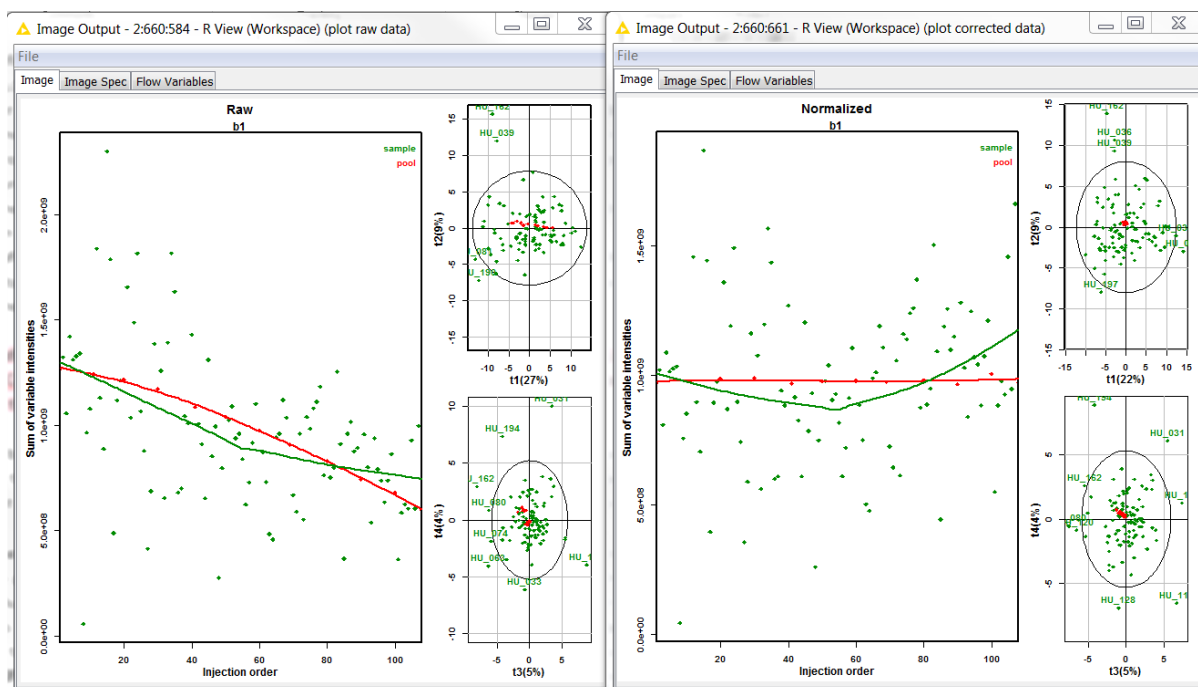 Image Output - 2:660:584 - R View (Workspace) (plot raw data)
File
Image Image Spec Flow Variables
Raw
b1
sample
pool
Sum of variable intensities
0.0e+00 5.0e+08 1.0e+09 1.5e+09 2.0e+09
20 40 60 80 100
Injection order
HU_162
HU_039
HU_190
t2(9%)
-15 -10 -5 0 5 10 15
-10 -5 0 5 10
t1(27%)
HU_031
HU_194
HU_162
HU_080
HU_074
HU_063
HU_033
HU_1
t4(4%)
-10 -5 0 5 10
-5 0 5
t3(5%)
Image Output - 2:660:661 - R View (Workspace) (plot corrected data)
File
Image Image Spec Flow Variables
Normalized
b1
sample
pool
Sum of variable intensities
0.0e+00 5.0e+08 1.0e+09 1.5e+09
20 40 60 80 100
Injection order
HU_162
HU_036
HU_039
HU_03
HU_0
HU_197
t2(9%)
-15 -10 -5 0 5 10 15
-15 -10 -5 0 5 10 15
t1(22%)
HU_194
HU_031
HU_162
HU_1
HU_128
HU_11
t4(4%)
-5 0 5
-5 0 5
t3(5%)